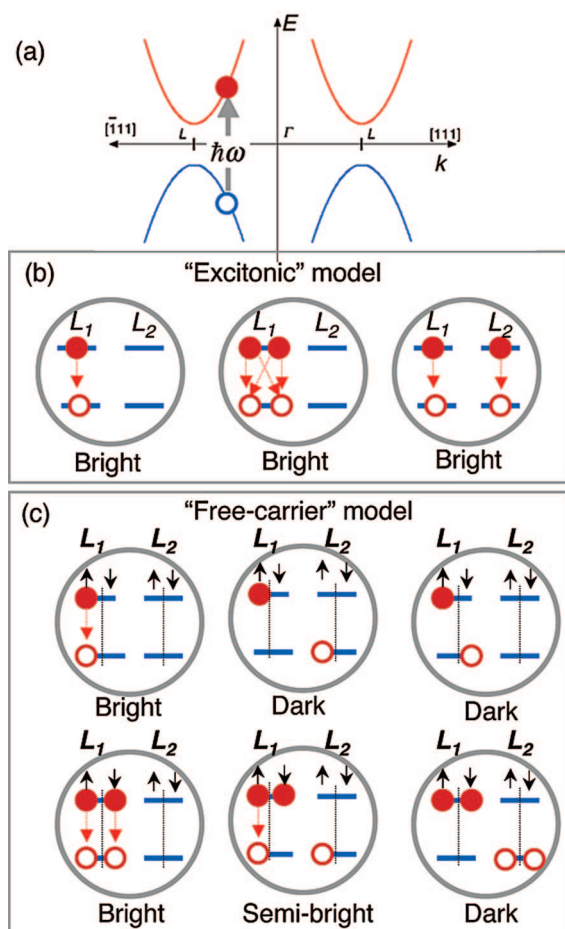 (a)
E
[1̄11] L ħω Γ L [111]
k
(b) "Excitonic" model
L1 L2 L1 L2 L1 L2
Bright Bright Bright
(c) "Free-carrier" model
L1 L2 L1 L2 L1 L2
Bright Dark Dark
L1 L2 L1 L2 L1 L2
Bright Semi-bright Dark